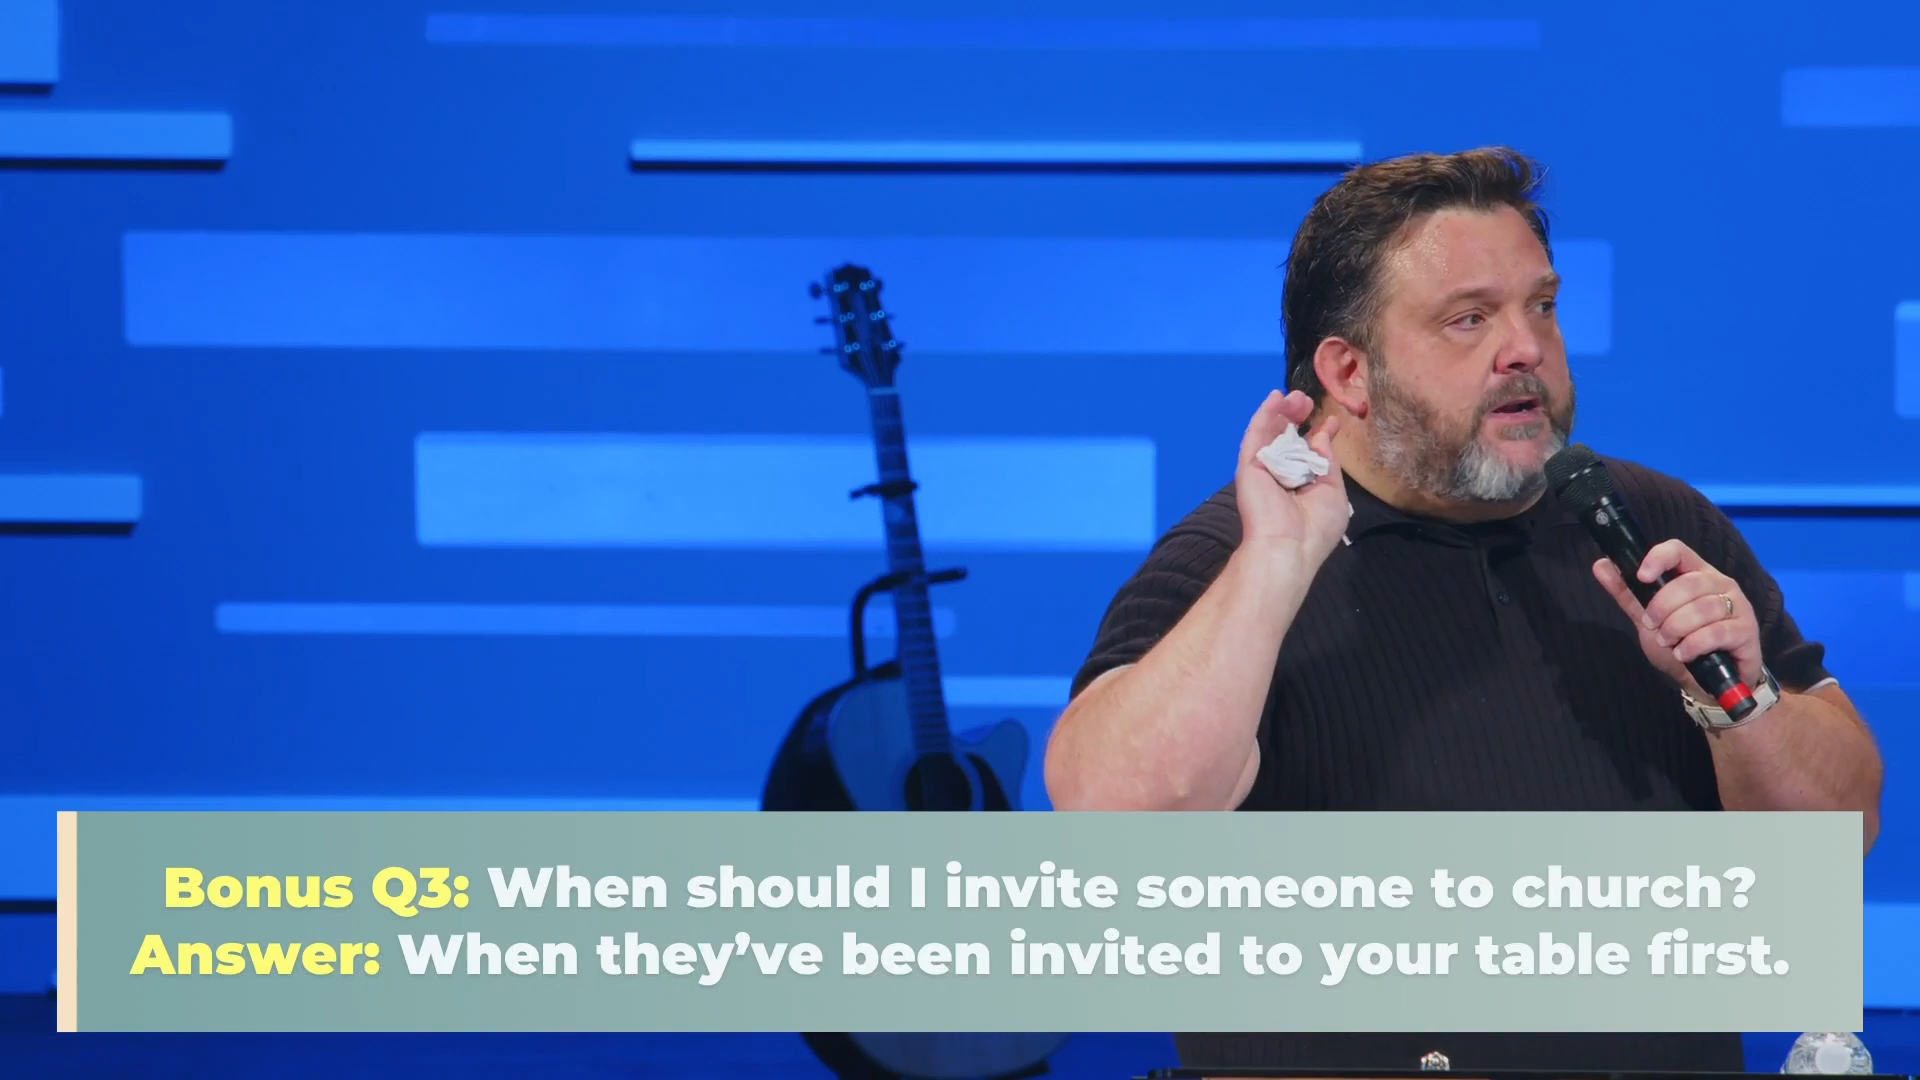 Bonus Q3: When should I invite someone to church?
Answer: When they’ve been invited to your table first.